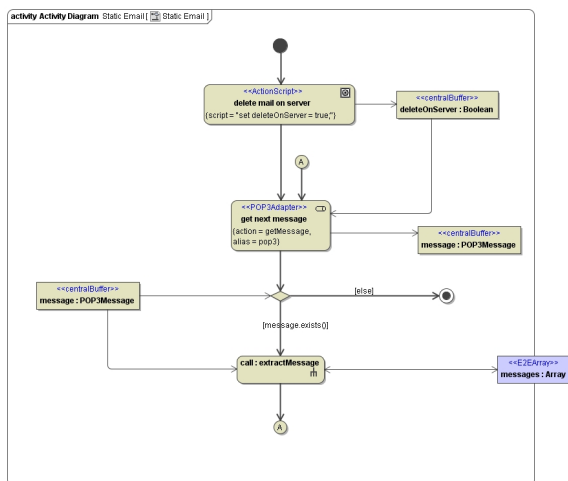 activity Activity Diagram Static Email [ Static Email ]
<<ActionScript>>
delete mail on server
(script = "set deleteOnServer = true;")
<<centralBuffer>>
deleteOnServer : Boolean
A
<<POP3Adapter>>
get next message
(action = getMessage,
alias = pop3)
<<centralBuffer>>
message : POP3Message
<<centralBuffer>>
message : POP3Message
[else]
[message.exists()]
call : extractMessage
<<E2EArray>>
messages : Array
A